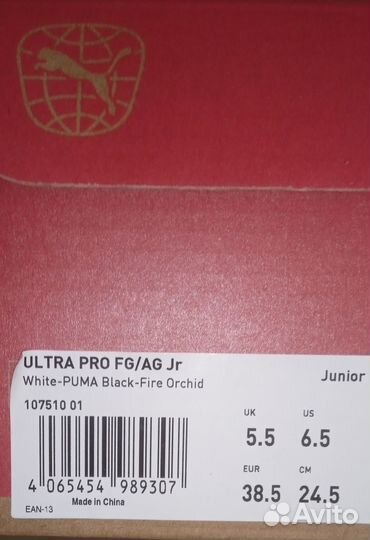 ULTRA PRO FG/AG Jr
White-PUMA Black-Fire Orchid
Junior
107510 01
UK US
5.5 6.5
EUR CM
38.5 24.5
4 065454 989307
Made in China
EAN-13
Avito